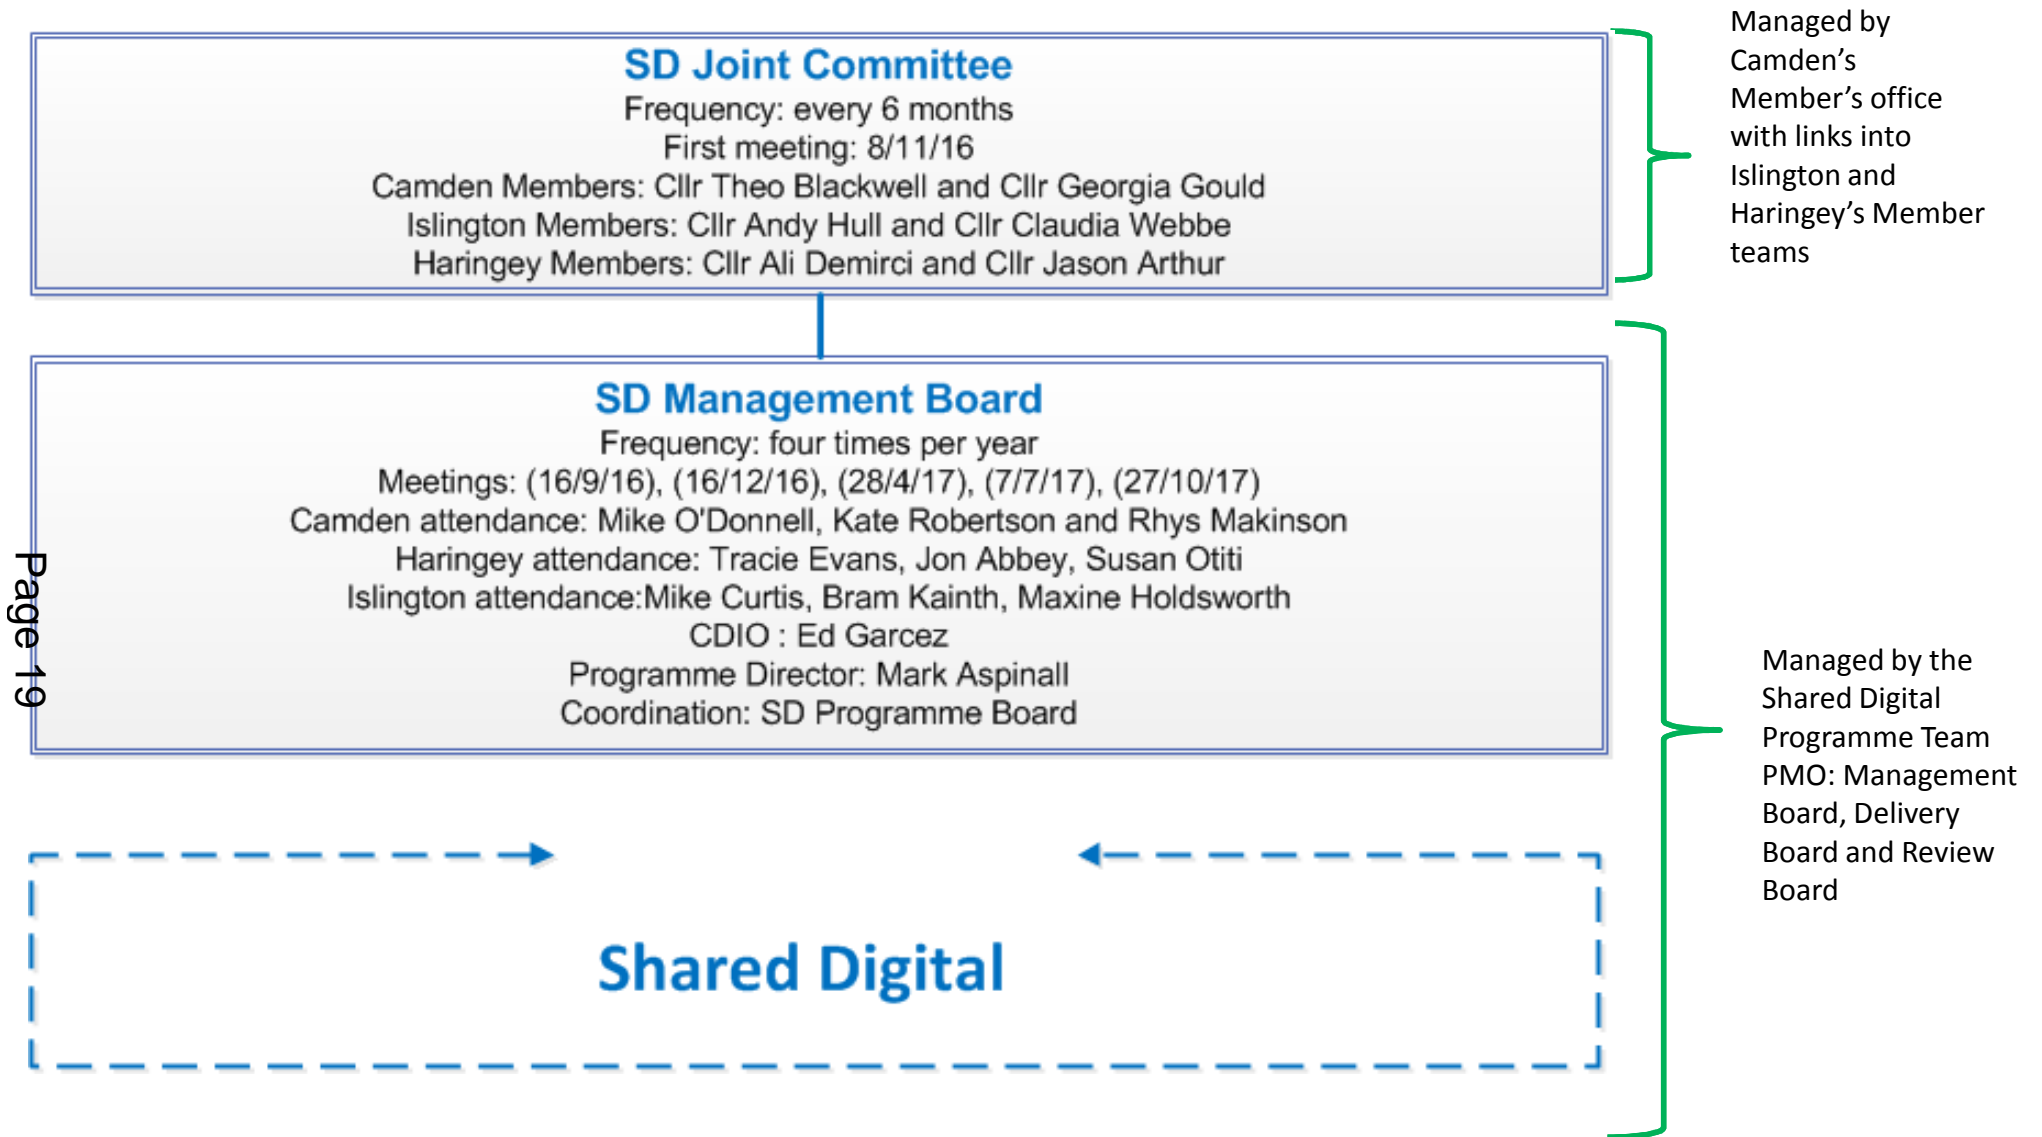 SD Joint Committee
Frequency: every 6 months
First meeting: 8/11/16
Camden Members: Cllr Theo Blackwell and Cllr Georgia Gould
Islington Members: Cllr Andy Hull and Cllr Claudia Webbe
Haringey Members: Cllr Ali Demirci and Cllr Jason Arthur
Managed by
Camden’s
Member’s office
with links into
Islington and
Haringey’s Member
teams
SD Management Board
Frequency: four times per year
Meetings: (16/9/16), (16/12/16), (28/4/17), (7/7/17), (27/10/17)
Camden attendance: Mike O'Donnell, Kate Robertson and Rhys Makinson
Haringey attendance: Tracie Evans, Jon Abbey, Susan Otiti
Islington attendance:Mike Curtis, Bram Kainth, Maxine Holdsworth
CDIO : Ed Garcez
Programme Director: Mark Aspinall
Coordination: SD Programme Board
Page 19
Managed by the
Shared Digital
Programme Team
PMO: Management
Board, Delivery
Board and Review
Board
Shared Digital